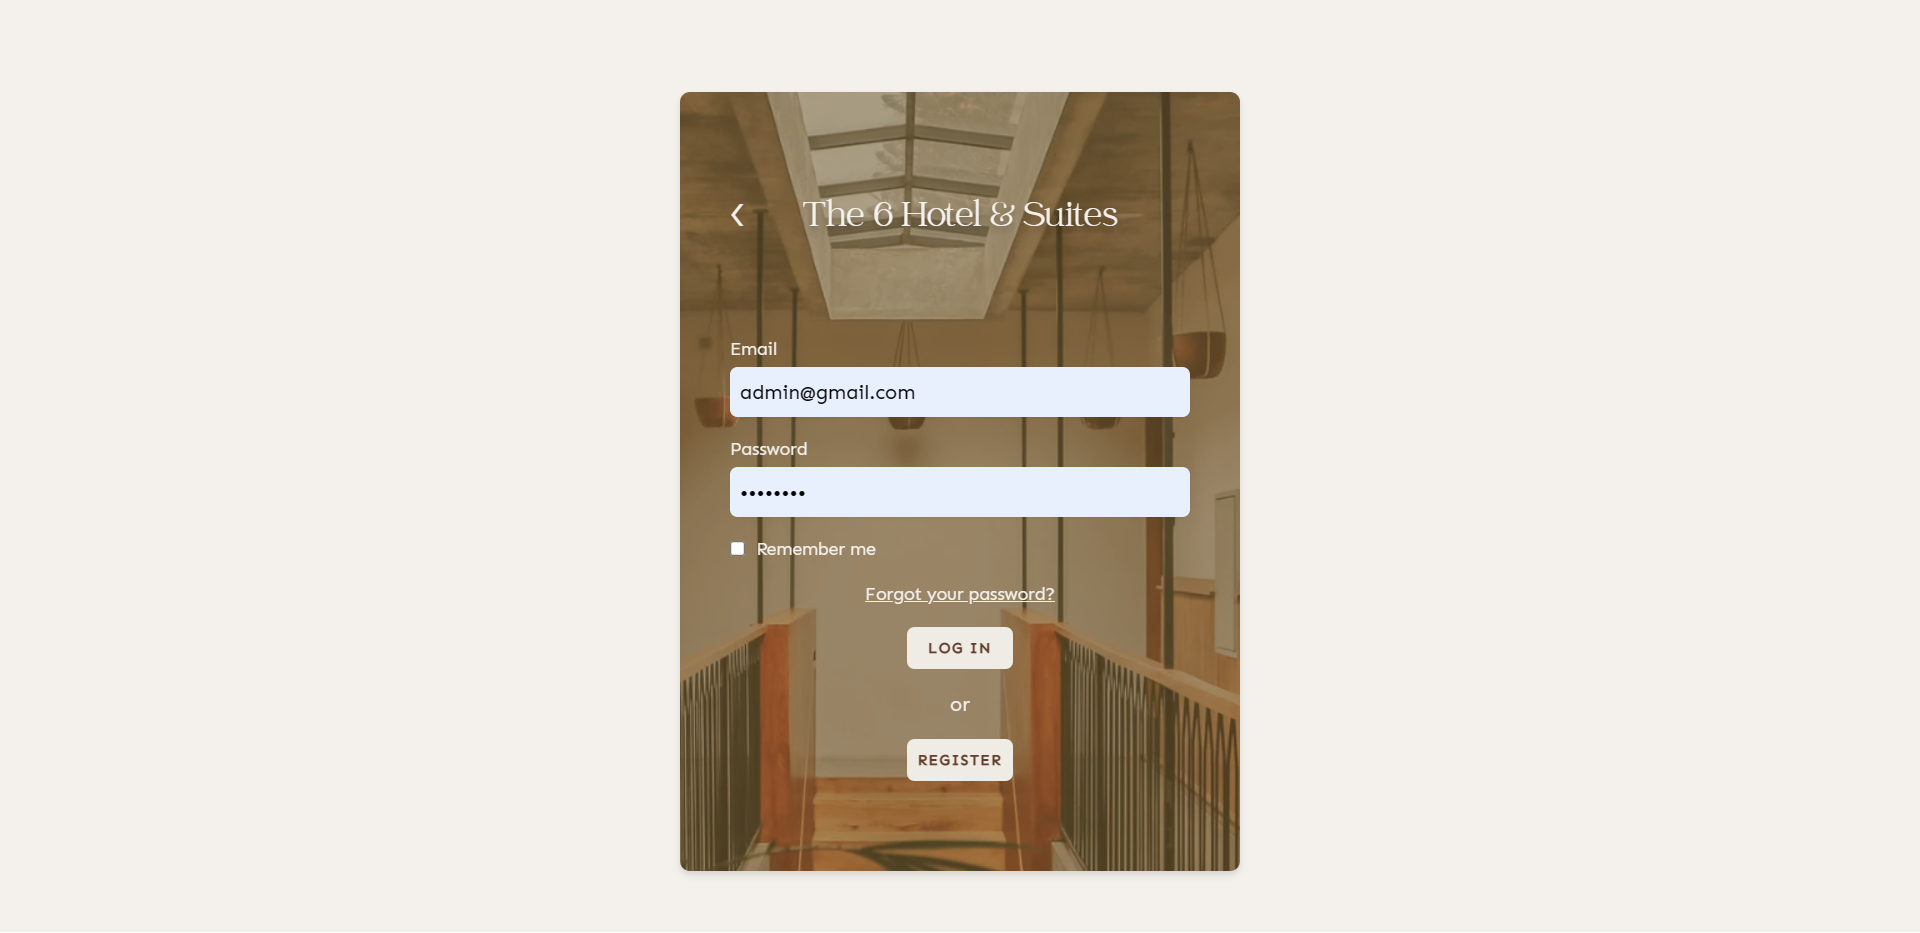 The 6 Hotel & Suites
Email
admin@gmail.com
Password
••••••••
Remember me
Forgot your password?
LOG IN
or
REGISTER